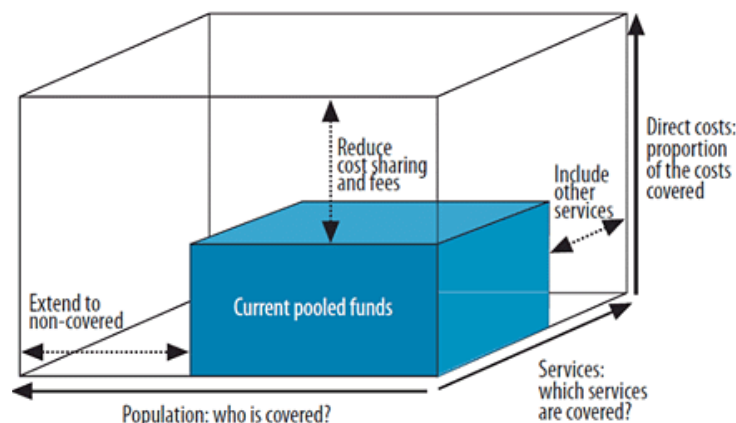 Direct costs:
proportion
of the costs
covered
Reduce
cost sharing
and fees
Include
other
services
Extend to
non-covered
Current pooled funds
Services:
which services
are covered?
Population: who is covered?